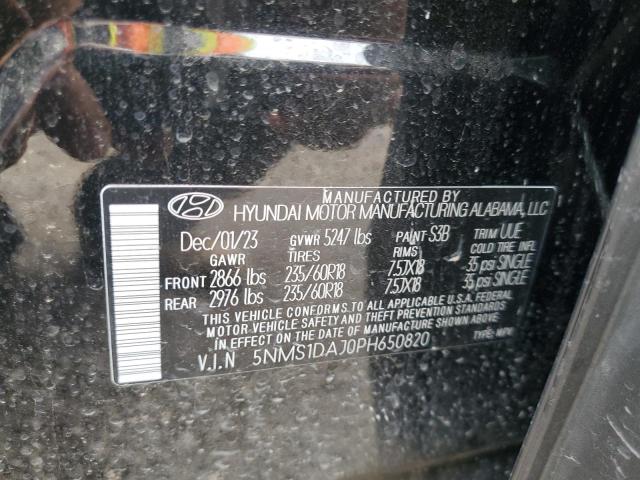 MANUFACTURED BY
HYUNDAI MOTOR MANUFACTURING ALABAMA, LLC
Dec/01/23 GVWR 5247 lbs PAINT S3B TRIM UUE
GAWR TIRES RIMS COLD TIRE INFL
FRONT 2866 lbs 235/60R18 7.5JX18 35 psi SINGLE
REAR 2976 lbs 235/60R18 7.5JX18 35 psi SINGLE
THIS VEHICLE CONFORMS TO ALL APPLICABLE U.S.A. FEDERAL
MOTOR VEHICLE SAFETY AND THEFT PREVENTION STANDARDS
IN EFFECT ON THE DATE OF MANUFACTURE SHOWN ABOVE.
V.I.N 5NMS1DAJ0PH650820 TYPE: MPV